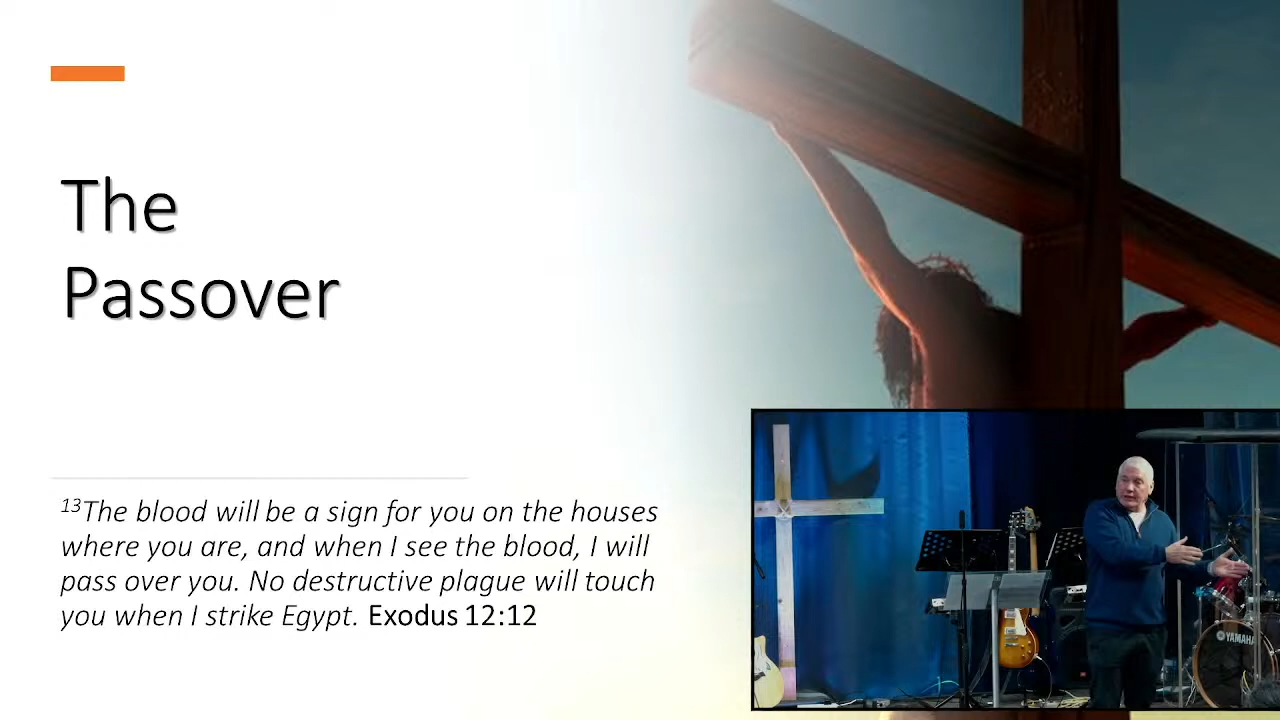 The
Passover
¹³The blood will be a sign for you on the houses
where you are, and when I see the blood, I will
pass over you. No destructive plague will touch
you when I strike Egypt. Exodus 12:12
YAMAHA